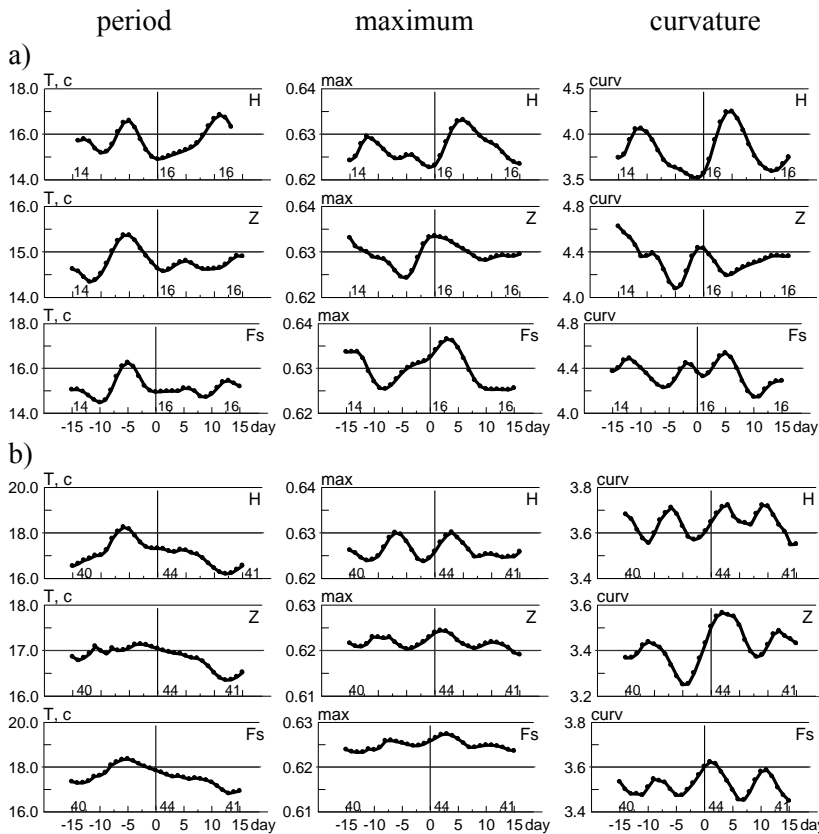 period maximum curvature
a)
T, c max curv
18.0 H 0.64 H 4.5 H
16.0 0.63 4.0
14.0 14 16 16 0.62 14 16 16 3.5 14 16 16
T, c max curv
16.0 Z 0.64 Z 4.8 Z
15.0 0.63 4.4
14.0 14 16 16 0.62 14 16 16 4.0 14 16 16
T, c max curv
18.0 Fs 0.64 Fs 4.8 Fs
16.0 0.63 4.4
14.0 14 16 16 0.62 14 16 16 4.0 14 16 16
-15 -10 -5 0 5 10 15 day -15 -10 -5 0 5 10 15 day -15 -10 -5 0 5 10 15 day
b)
T, c max curv
20.0 H 0.64 H 3.8 H
18.0 0.63 3.6
16.0 40 44 41 0.62 40 44 41 3.4 40 44 41
T, c max curv
18.0 Z 0.63 Z 3.6 Z
17.0 0.62 3.4
16.0 40 44 41 0.61 40 44 41 3.2 40 44 41
T, c max curv
20.0 Fs 0.63 Fs 3.8 Fs
18.0 0.62 3.6
16.0 40 44 41 0.61 40 44 41 3.4 40 44 41
-15 -10 -5 0 5 10 15 day -15 -10 -5 0 5 10 15 day -15 -10 -5 0 5 10 15 day